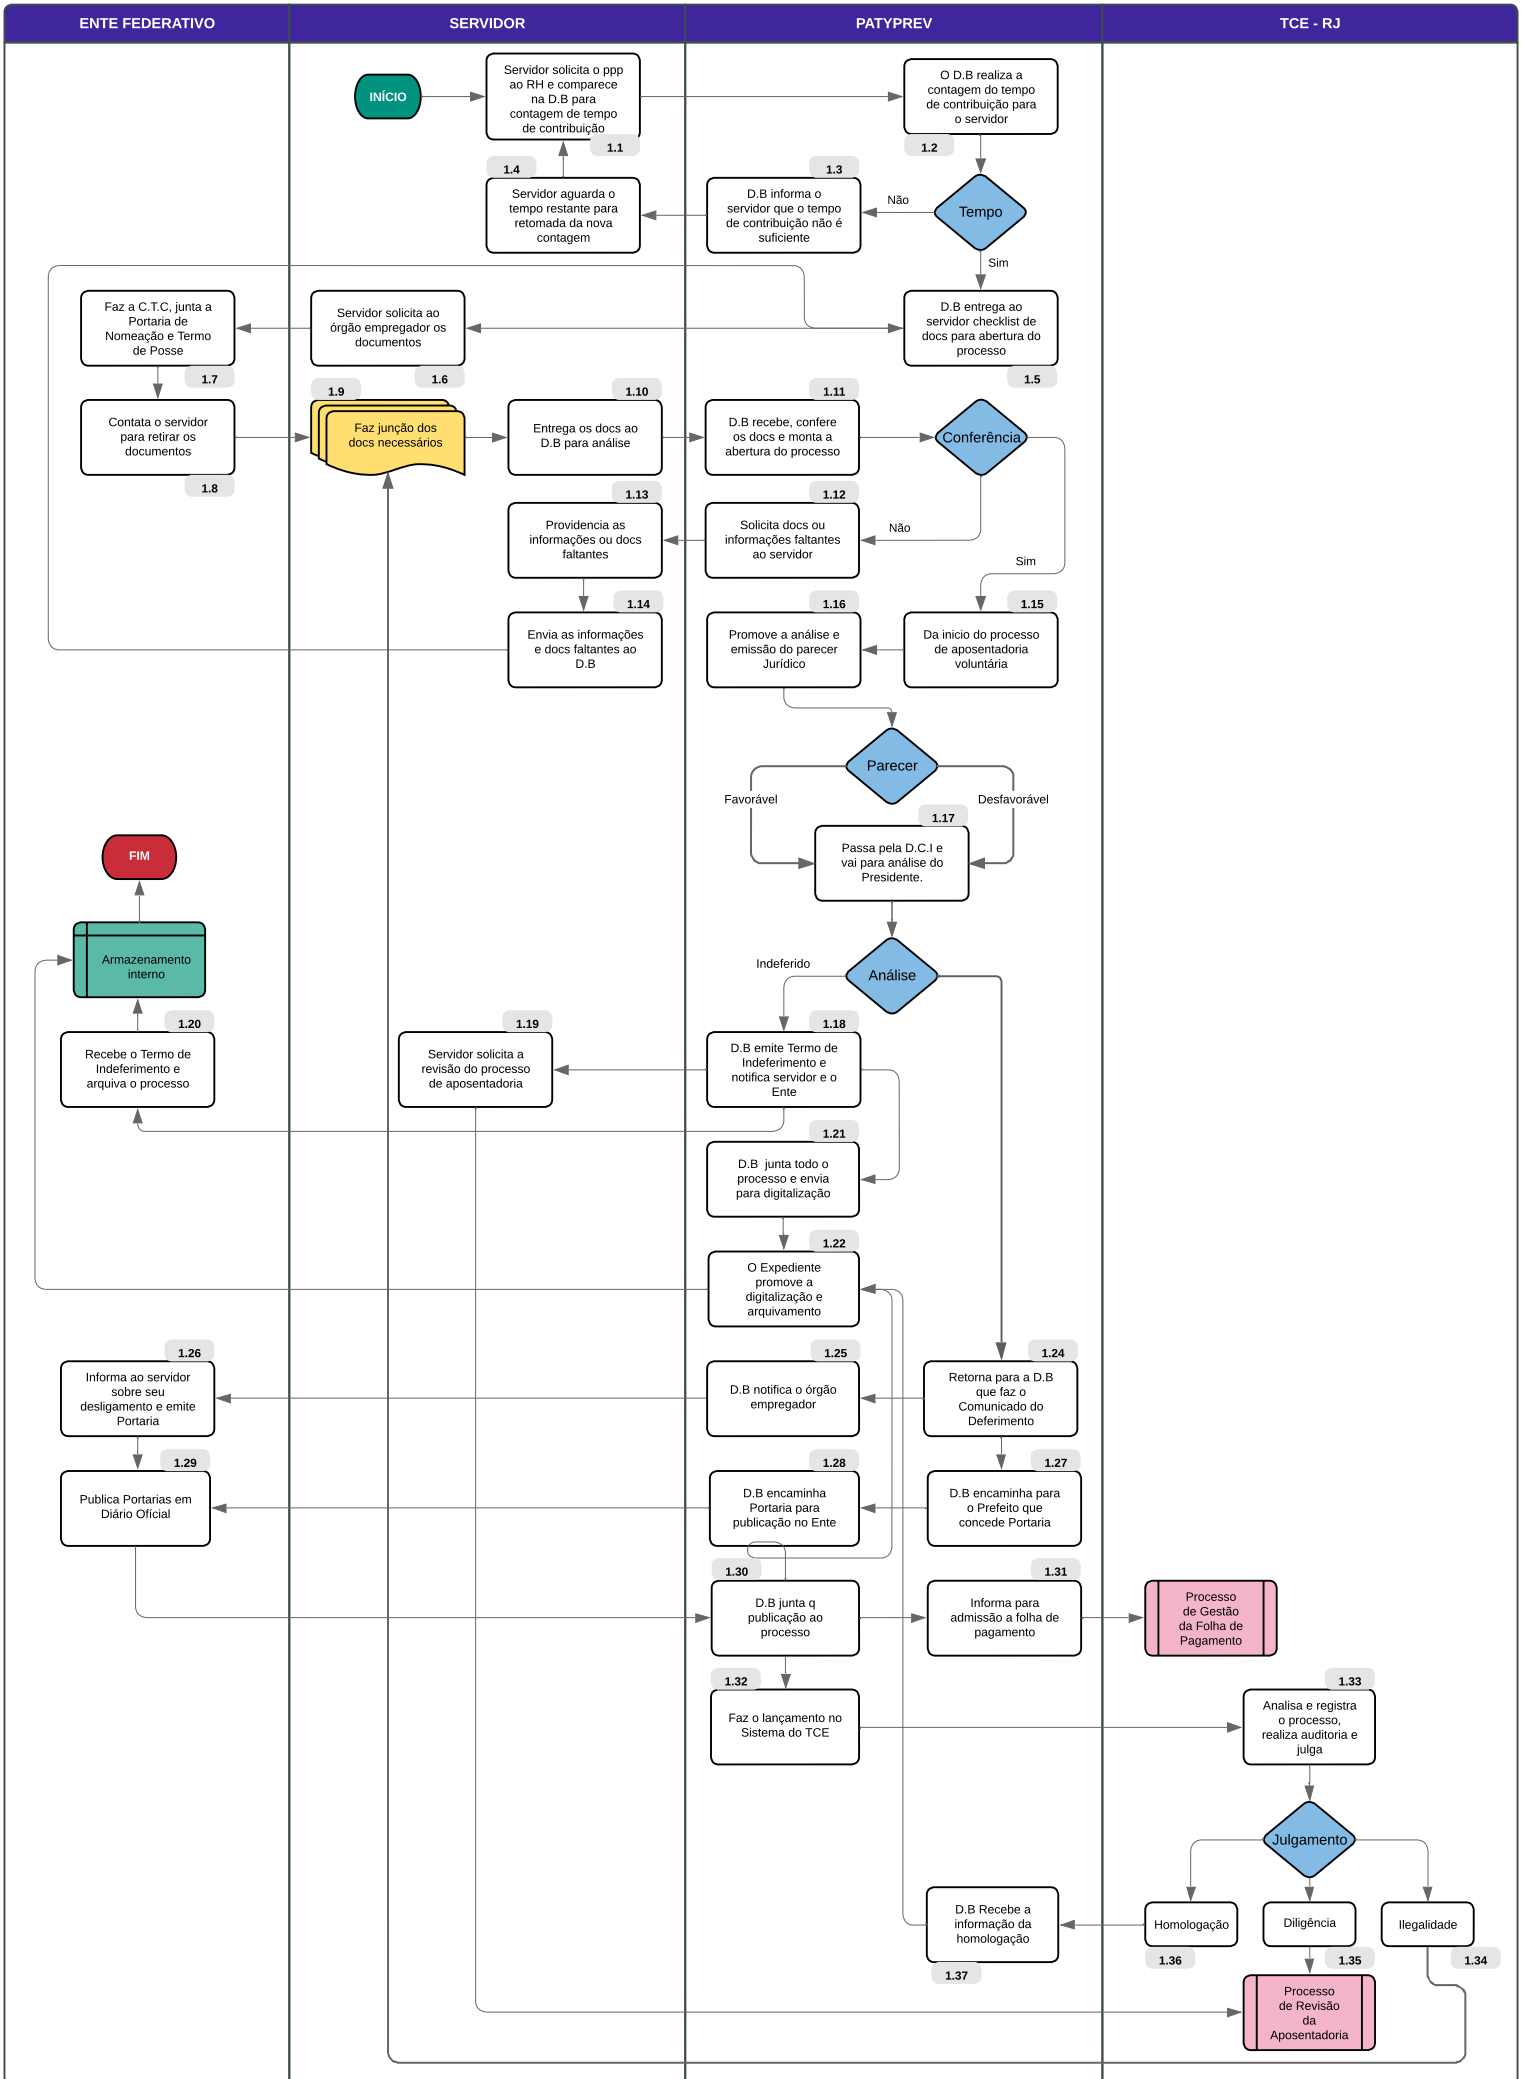 ENTE FEDERATIVO
SERVIDOR
PATYPREV
TCE - RJ
INÍCIO
Servidor solicita o ppp
ao RH e comparece
na D.B para
contagem de tempo
de contribuição
1.1
O D.B realiza a
contagem do tempo
de contribuição para
o servidor
1.2
1.4
Servidor aguarda o
tempo restante para
retomada da nova
contagem
1.3
D.B informa o
servidor que o tempo
de contribuição não é
suficiente
Não
Tempo
Sim
Faz a C.T.C, junta a
Portaria de
Nomeação e Termo
de Posse
1.7
Servidor solicita ao
órgão empregador os
documentos
1.6
D.B entrega ao
servidor checklist de
docs para abertura do
processo
1.5
Contata o servidor
para retirar os
documentos
1.8
1.9
Faz junção dos
docs necessários
1.10
Entrega os docs ao
D.B para análise
1.11
D.B recebe, confere
os docs e monta a
abertura do processo
Conferência
1.13
Providencia as
informações ou docs
faltantes
1.12
Solicita docs ou
informações faltantes
ao servidor
Não
Sim
1.14
Envia as informações
e docs faltantes ao
D.B
1.16
Promove a análise e
emissão do parecer
Jurídico
1.15
Da inicio do processo
de aposentadoria
voluntária
Parecer
Favorável
Desfavorável
1.17
Passa pela D.C.I e
vai para análise do
Presidente.
FIM
Armazenamento
interno
Indeferido
Análise
1.20
Recebe o Termo de
Indeferimento e
arquiva o processo
1.19
Servidor solicita a
revisão do processo
de aposentadoria
1.18
D.B emite Termo de
Indeferimento e
notifica servidor e o
Ente
1.21
D.B  junta todo o
processo e envia
para digitalização
1.22
O Expediente
promove a
digitalização e
arquivamento
1.26
Informa ao servidor
sobre seu
desligamento e emite
Portaria
1.25
D.B notifica o órgão
empregador
1.24
Retorna para a D.B
que faz o
Comunicado do
Deferimento
1.29
Publica Portarias em
Diário Ofícial
1.28
D.B encaminha
Portaria para
publicação no Ente
1.27
D.B encaminha para
o Prefeito que
concede Portaria
1.30
D.B junta q
publicação ao
processo
1.31
Informa para
admissão a folha de
pagamento
Processo
de Gestão
da Folha de
Pagamento
1.32
Faz o lançamento no
Sistema do TCE
1.33
Analisa e registra
o processo,
realiza auditoria e
julga
Julgamento
D.B Recebe a
informação da
homologação
1.37
Homologação
1.36
Diligência
1.35
Ilegalidade
1.34
Processo
de Revisão
da
Aposentadoria